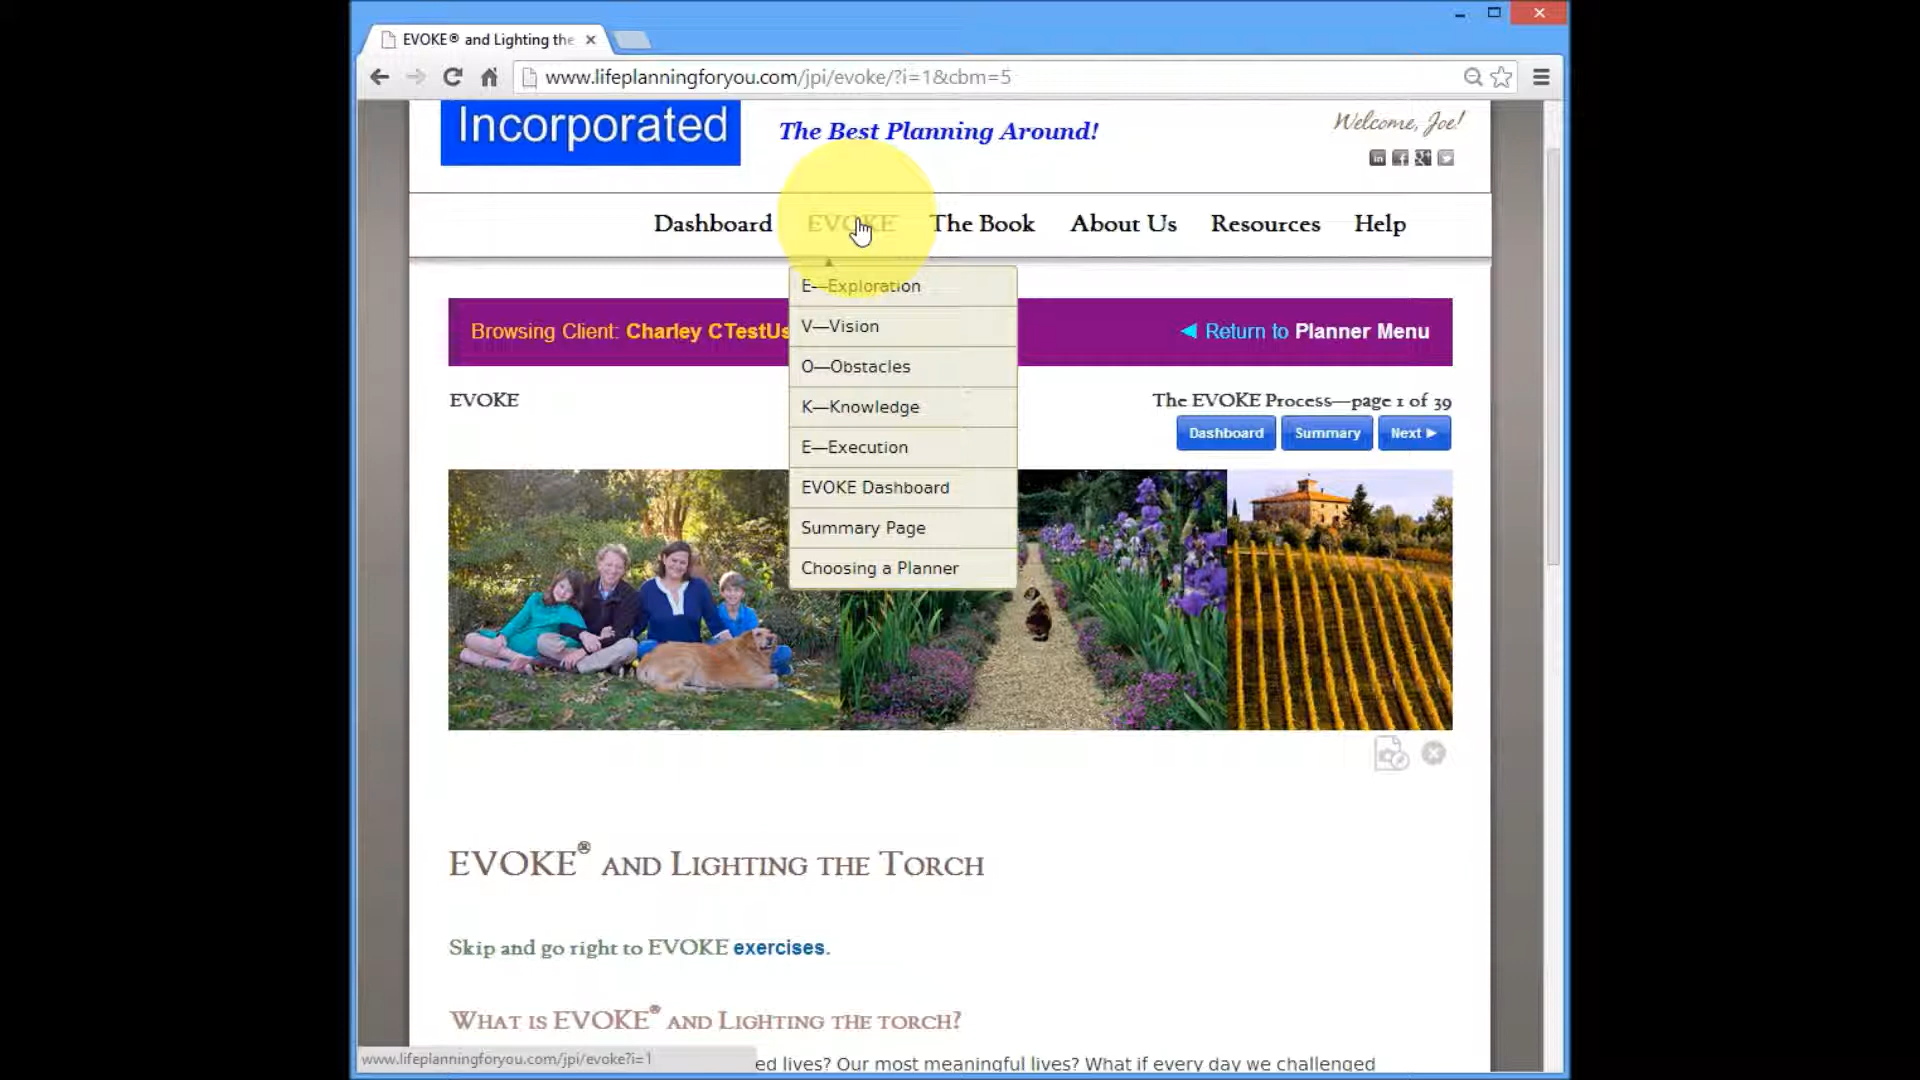 EVOKE® and Lighting the
www.lifeplanningforyou.com/jpi/evoke/?i=1&cbm=5
Incorporated
The Best Planning Around!
Welcome, Joe!
Dashboard EVOKE The Book About Us Resources Help
E—Exploration
V—Vision
O—Obstacles
K—Knowledge
E—Execution
EVOKE Dashboard
Summary Page
Choosing a Planner
Browsing Client: Charley CTestUs
Return to Planner Menu
EVOKE
The EVOKE Process—page 1 of 39
Dashboard Summary Next
EVOKE® and Lighting the Torch
Skip and go right to EVOKE exercises.
What is EVOKE® and Lighting the torch?
ed lives? Our most meaningful lives? What if every day we challenged
www.lifeplanningforyou.com/jpi/evoke?i=1